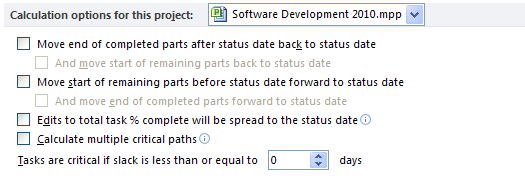 Calculation options for this project: Software Development 2010.mpp
Move end of completed parts after status date back to status date
And move start of remaining parts back to status date
Move start of remaining parts before status date forward to status date
And move end of completed parts forward to status date
Edits to total task % complete will be spread to the status date
Calculate multiple critical paths
Tasks are critical if slack is less than or equal to 0 days